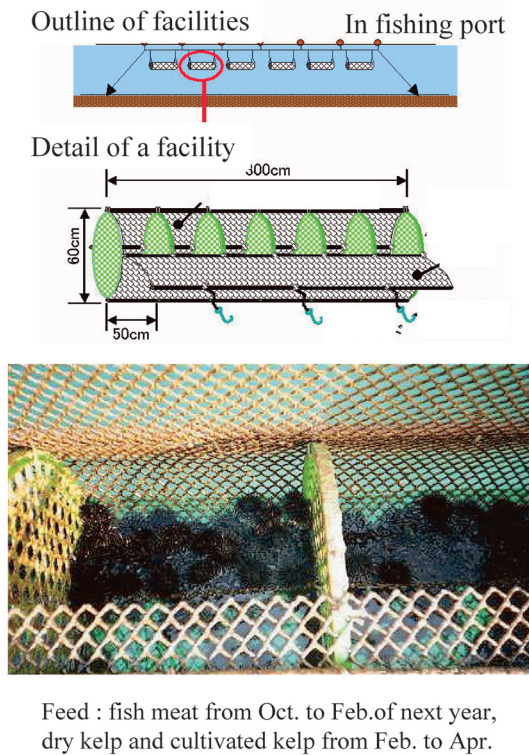 Outline of facilities
In fishing port
Detail of a facility
300cm
60cm
50cm
Feed : fish meat from Oct. to Feb.of next year,
dry kelp and cultivated kelp from Feb. to Apr.